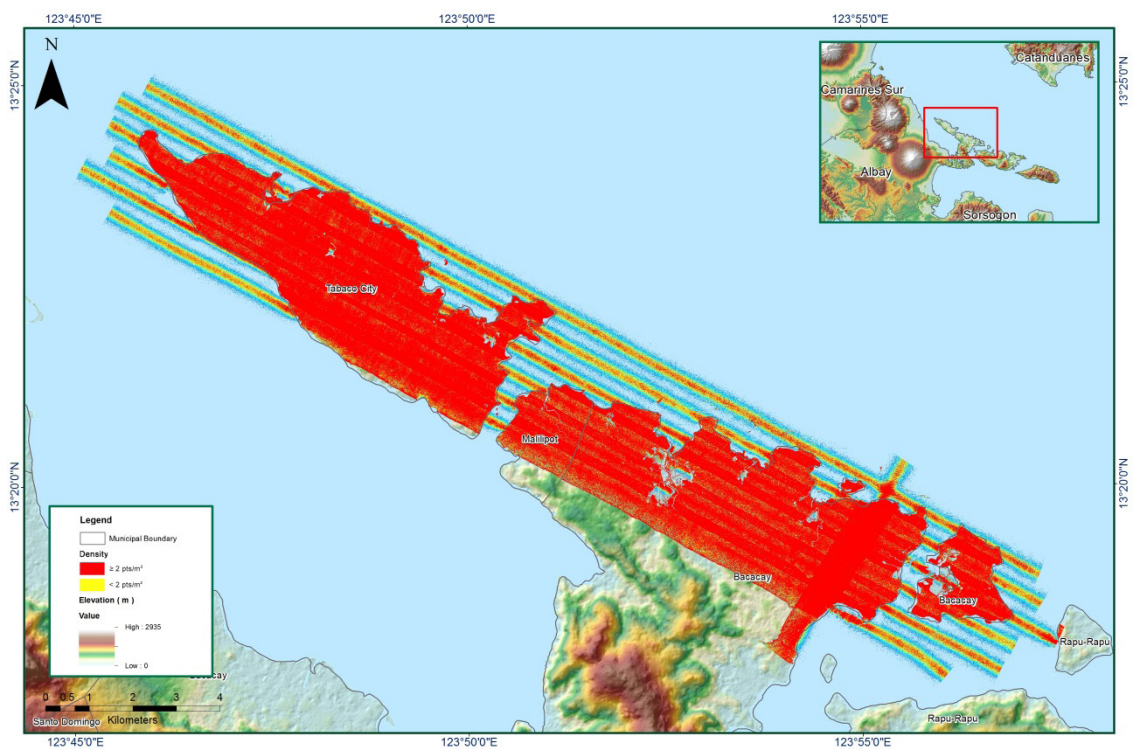 123°45'0"E
123°50'0"E
123°55'0"E
N
13°25'0"N
13°25'0"N
Catanduanes
Camarines Sur
Albay
Sorsogon
Tabaco City
Malilipot
13°20'0"N
13°20'0"N
Legend
Municipal Boundary
Density
≥ 2 pts/m²
< 2 pts/m²
Elevation ( m )
Value
High : 2935
Low : 0
Bacacay
Bacacay
Rapu-Rapu
Bacacay
0 0.5 1 2 3 4
Kilometers
Santo Domingo
Rapu-Rapu
123°45'0"E
123°50'0"E
123°55'0"E